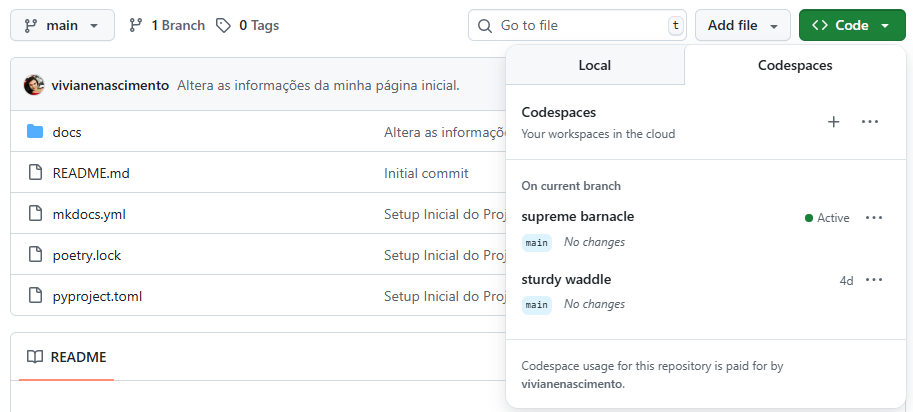 main 1 Branch 0 Tags Go to file t Add file Code
Local Codespaces
vivianenascimento Altera as informações da minha página inicial.
Codespaces
Your workspaces in the cloud
docs Altera as informaçõ
README.md Initial commit
On current branch
mkdocs.yml Setup Inicial do Proj
supreme barnacle Active
main No changes
poetry.lock Setup Inicial do Proj
sturdy waddle 4d
pyproject.toml Setup Inicial do Proj
main No changes
README
Codespace usage for this repository is paid for by
vivianenascimento.